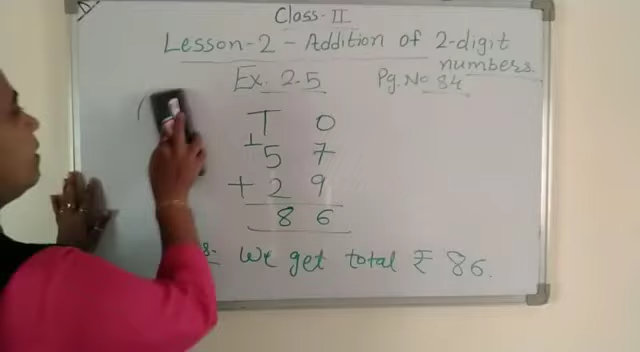 Class-II
Lesson-2 - Addition of 2-digit
numbers.
Ex. 2.5 Pg. No 84
T O
1
5 7
+ 2 9
8 6
s. We get total ₹ 86.